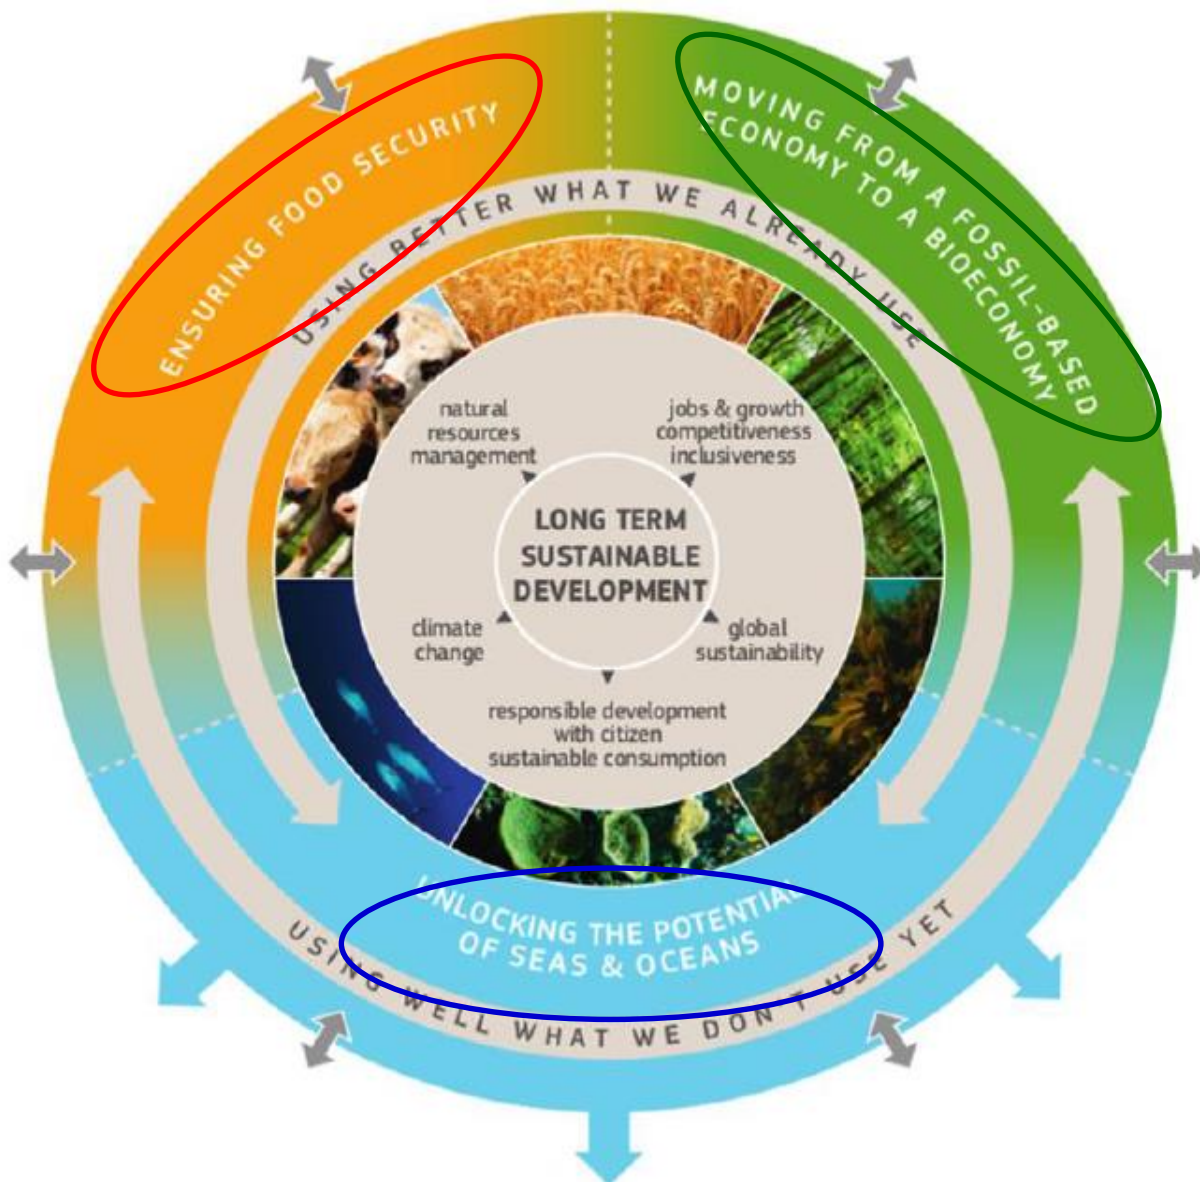 ENSURING FOOD SECURITY
MOVING FROM A FOSSIL-BASED
ECONOMY TO A BIOECONOMY
USING BETTER WHAT WE ALREADY USE
natural
resources
management
jobs & growth
competitiveness
inclusiveness
LONG TERM
SUSTAINABLE
DEVELOPMENT
climate
change
global
sustainability
responsible development
with citizen
sustainable consumption
UNLOCKING THE POTENTIAL
OF SEAS & OCEANS
USING WELL WHAT WE DON'T USE YET